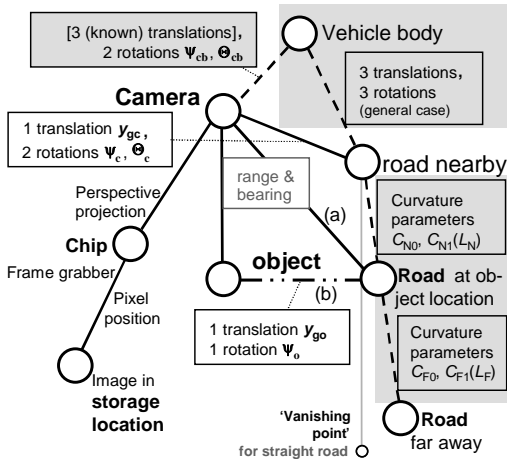 [3 (known) translations],
2 rotations Ψcb, Θcb
Vehicle body
3 translations,
3 rotations
(general case)
Camera
1 translation ygc,
2 rotations Ψc, Θc
road nearby
range &
bearing
Perspective
projection
(a)
Curvature
parameters
CN0, CN1(LN)
Chip
Frame grabber
object
(b)
Road at ob-
ject location
Pixel
position
1 translation ygo
1 rotation Ψo
Curvature
parameters
CF0, CF1(LF)
Image in
storage
location
'Vanishing
point'
for straight road
Road
far away